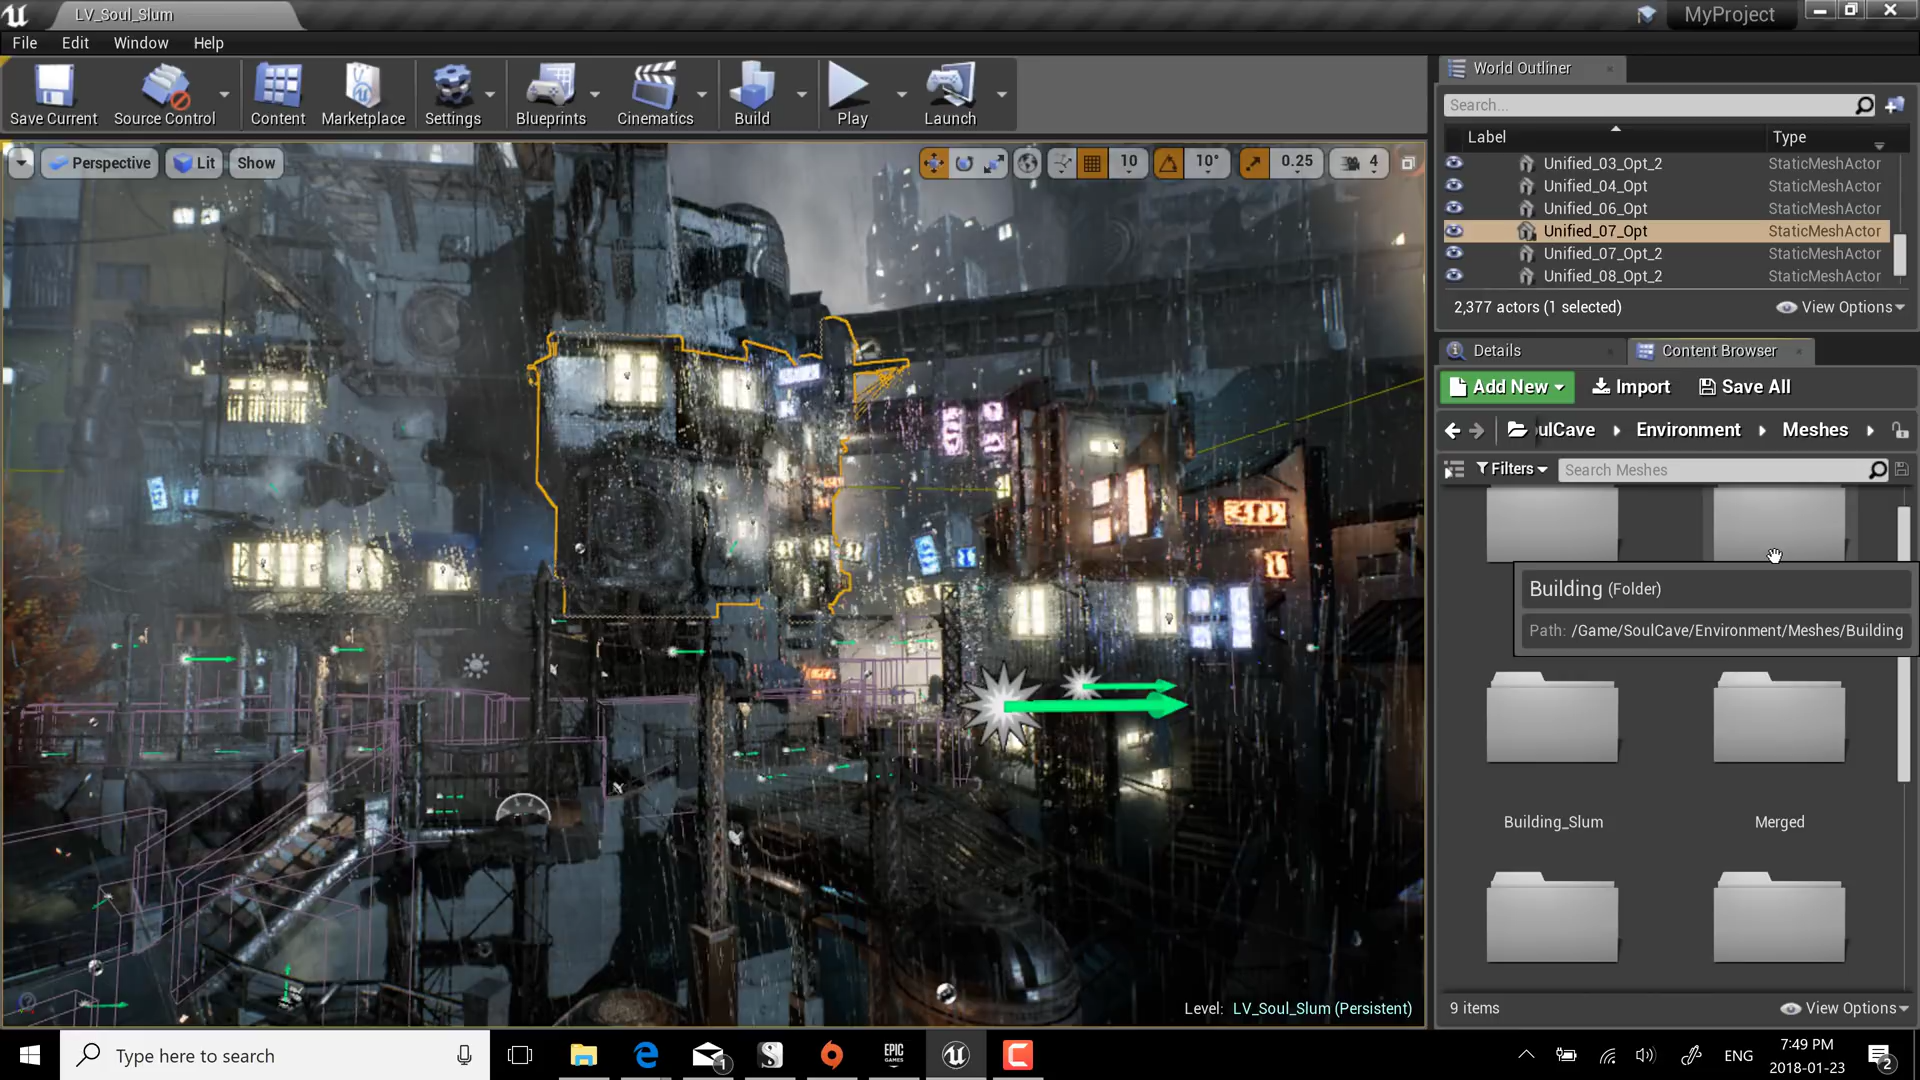 LV_Soul_Slum
MyProject
File Edit Window Help
Save Current Source Control Content Marketplace Settings Blueprints Cinematics Build Play Launch
Perspective Lit Show
10 10° 0.25 4
World Outliner
Search...
Label Type
Unified_03_Opt_2 StaticMeshActor
Unified_04_Opt StaticMeshActor
Unified_06_Opt StaticMeshActor
Unified_07_Opt StaticMeshActor
Unified_07_Opt_2 StaticMeshActor
Unified_08_Opt_2 StaticMeshActor
2,377 actors (1 selected) View Options
Details Content Browser
Add New Import Save All
ulCave Environment Meshes
Filters Search Meshes
Building (Folder)
Path: /Game/SoulCave/Environment/Meshes/Building
Building_Slum Merged
9 items View Options
Level: LV_Soul_Slum (Persistent)
Type here to search
1
S
EPIC
GAMES
ENG
7:49 PM
2018-01-23
2